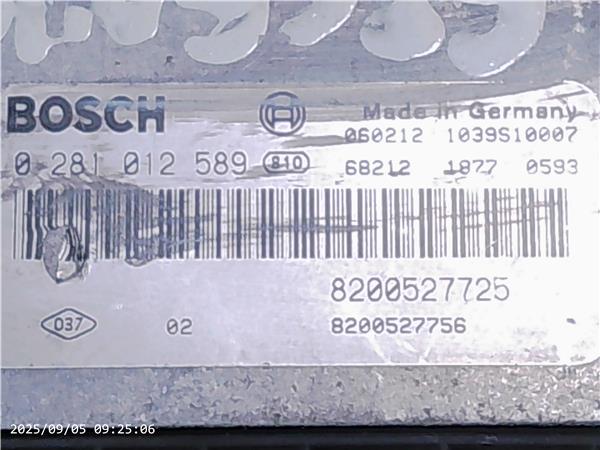 BOSCH
Made in Germany
060212 1039S10007
0 281 012 589 810
68212 1877 0593
8200527725
037 02 8200527756
2025/09/05 09:25:06